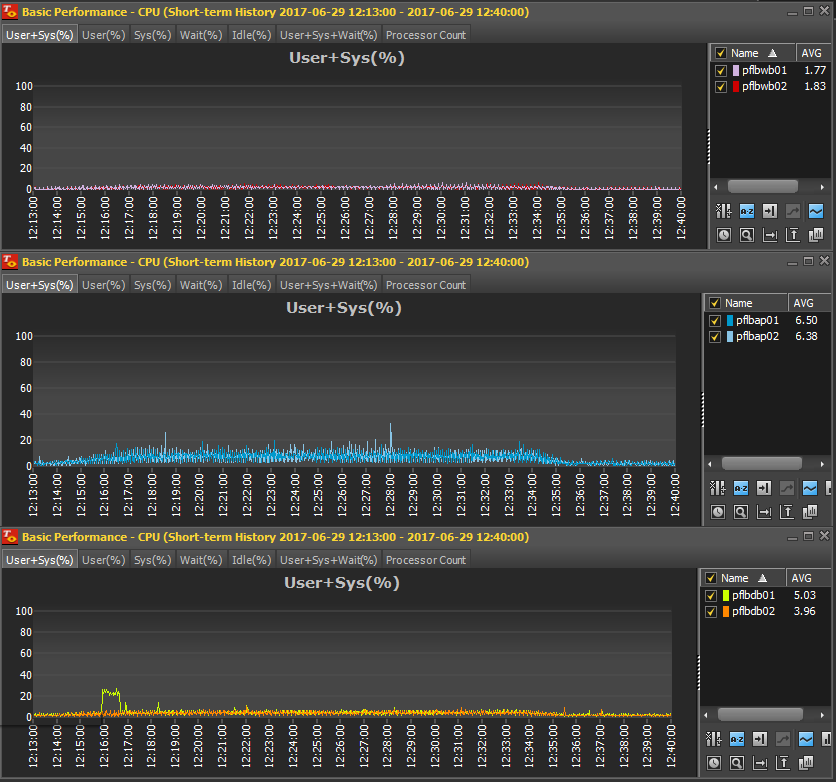 Basic Performance - CPU (Short-term History 2017-06-29 12:13:00 - 2017-06-29 12:40:00)
User+Sys(%) User(%) Sys(%) Wait(%) Idle(%) User+Sys+Wait(%) Processor Count
User+Sys(%)
Name AVG
pflbwb01 1.77
pflbwb02 1.83
100
80
60
40
20
0
12:13:00 12:14:00 12:15:00 12:16:00 12:17:00 12:18:00 12:19:00 12:20:00 12:21:00 12:22:00 12:23:00 12:24:00 12:25:00 12:26:00 12:27:00 12:28:00 12:29:00 12:30:00 12:31:00 12:32:00 12:33:00 12:34:00 12:35:00 12:36:00 12:37:00 12:38:00 12:39:00 12:40:00
A-Z
Basic Performance - CPU (Short-term History 2017-06-29 12:13:00 - 2017-06-29 12:40:00)
User+Sys(%) User(%) Sys(%) Wait(%) Idle(%) User+Sys+Wait(%) Processor Count
User+Sys(%)
Name AVG
pflbap01 6.50
pflbap02 6.38
100
80
60
40
20
0
12:13:00 12:14:00 12:15:00 12:16:00 12:17:00 12:18:00 12:19:00 12:20:00 12:21:00 12:22:00 12:23:00 12:24:00 12:25:00 12:26:00 12:27:00 12:28:00 12:29:00 12:30:00 12:31:00 12:32:00 12:33:00 12:34:00 12:35:00 12:36:00 12:37:00 12:38:00 12:39:00 12:40:00
A-Z
Basic Performance - CPU (Short-term History 2017-06-29 12:13:00 - 2017-06-29 12:40:00)
User+Sys(%) User(%) Sys(%) Wait(%) Idle(%) User+Sys+Wait(%) Processor Count
User+Sys(%)
Name AVG
pflbdb01 5.03
pflbdb02 3.96
100
80
60
40
20
0
12:13:00 12:14:00 12:15:00 12:16:00 12:17:00 12:18:00 12:19:00 12:20:00 12:21:00 12:22:00 12:23:00 12:24:00 12:25:00 12:26:00 12:27:00 12:28:00 12:29:00 12:30:00 12:31:00 12:32:00 12:33:00 12:34:00 12:35:00 12:36:00 12:37:00 12:38:00 12:39:00 12:40:00
A-Z